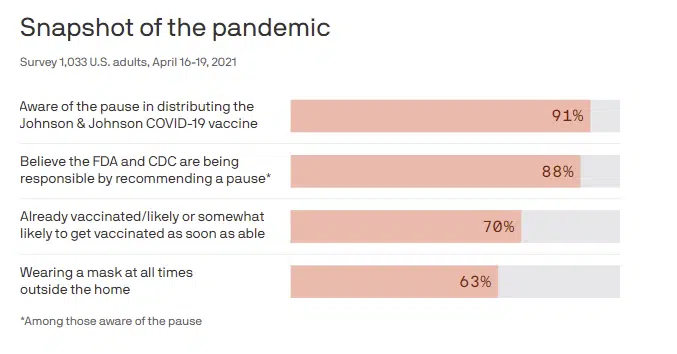 Snapshot of the pandemic
Survey 1,033 U.S. adults, April 16-19, 2021
Aware of the pause in distributing the
Johnson & Johnson COVID-19 vaccine
91%
Believe the FDA and CDC are being
responsible by recommending a pause*
88%
Already vaccinated/likely or somewhat
likely to get vaccinated as soon as able
70%
Wearing a mask at all times
outside the home
63%
*Among those aware of the pause